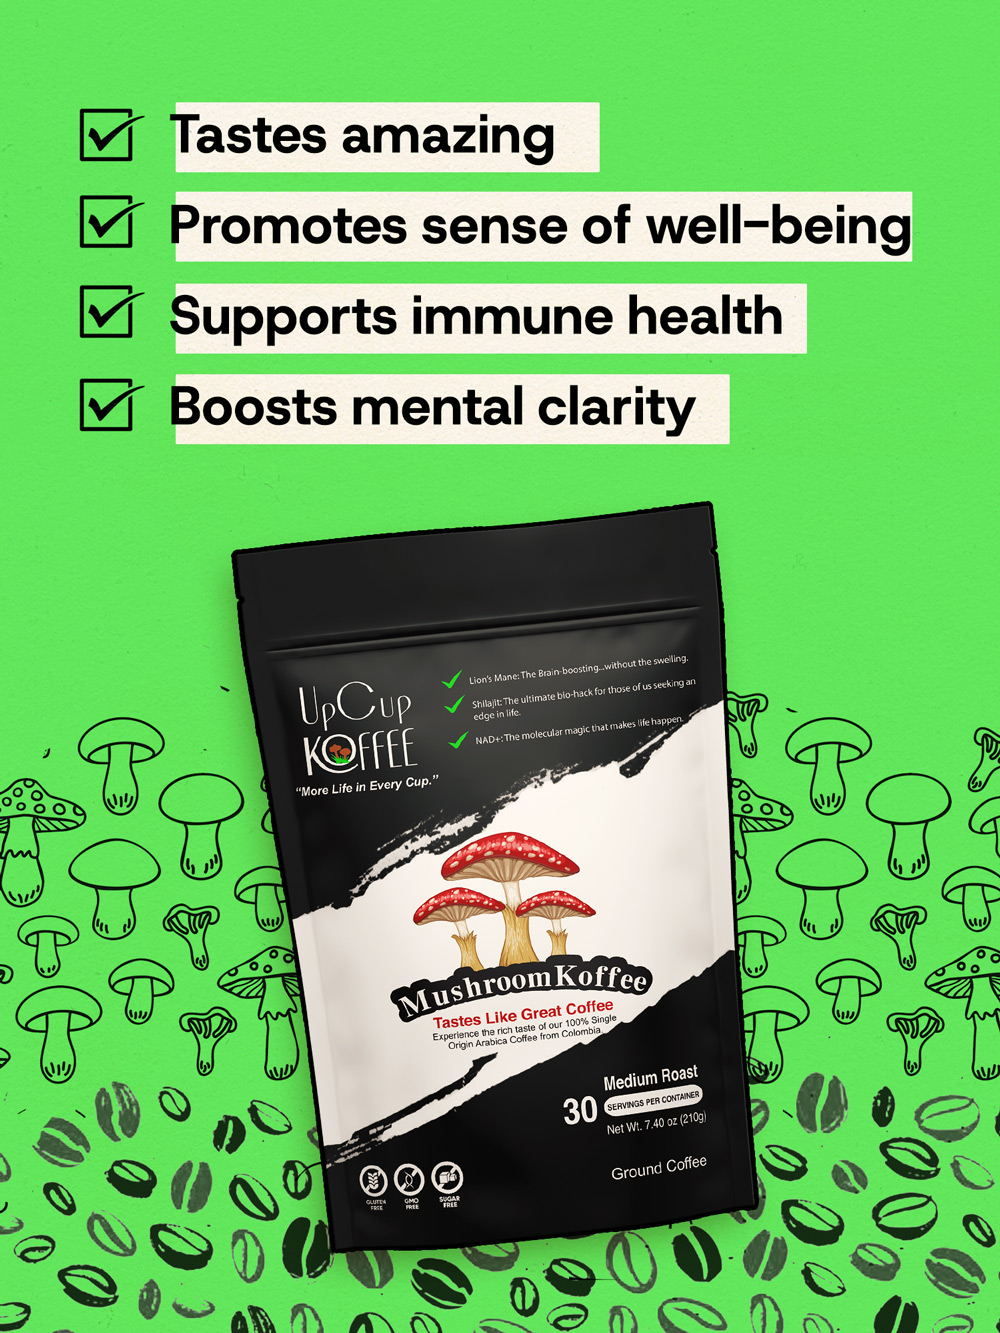 Tastes amazing
Promotes sense of well-being
Supports immune health
Boosts mental clarity
UpCup
KOFFEE
"More Life in Every Cup."
Lion's Mane: The Brain-boosting...without the swelling.
Shilajit: The ultimate bio-hack for those of us seeking an
edge in life.
NAD+: The molecular magic that makes life happen.
MushroomKoffee
Tastes Like Great Coffee
Experience the rich taste of our 100% Single
Origin Arabica Coffee from Colombia.
Medium Roast
30 SERVINGS PER CONTAINER
Net Wt. 7.40 oz (210g)
Ground Coffee
GLUTEN FREE
GMO FREE
SUGAR FREE